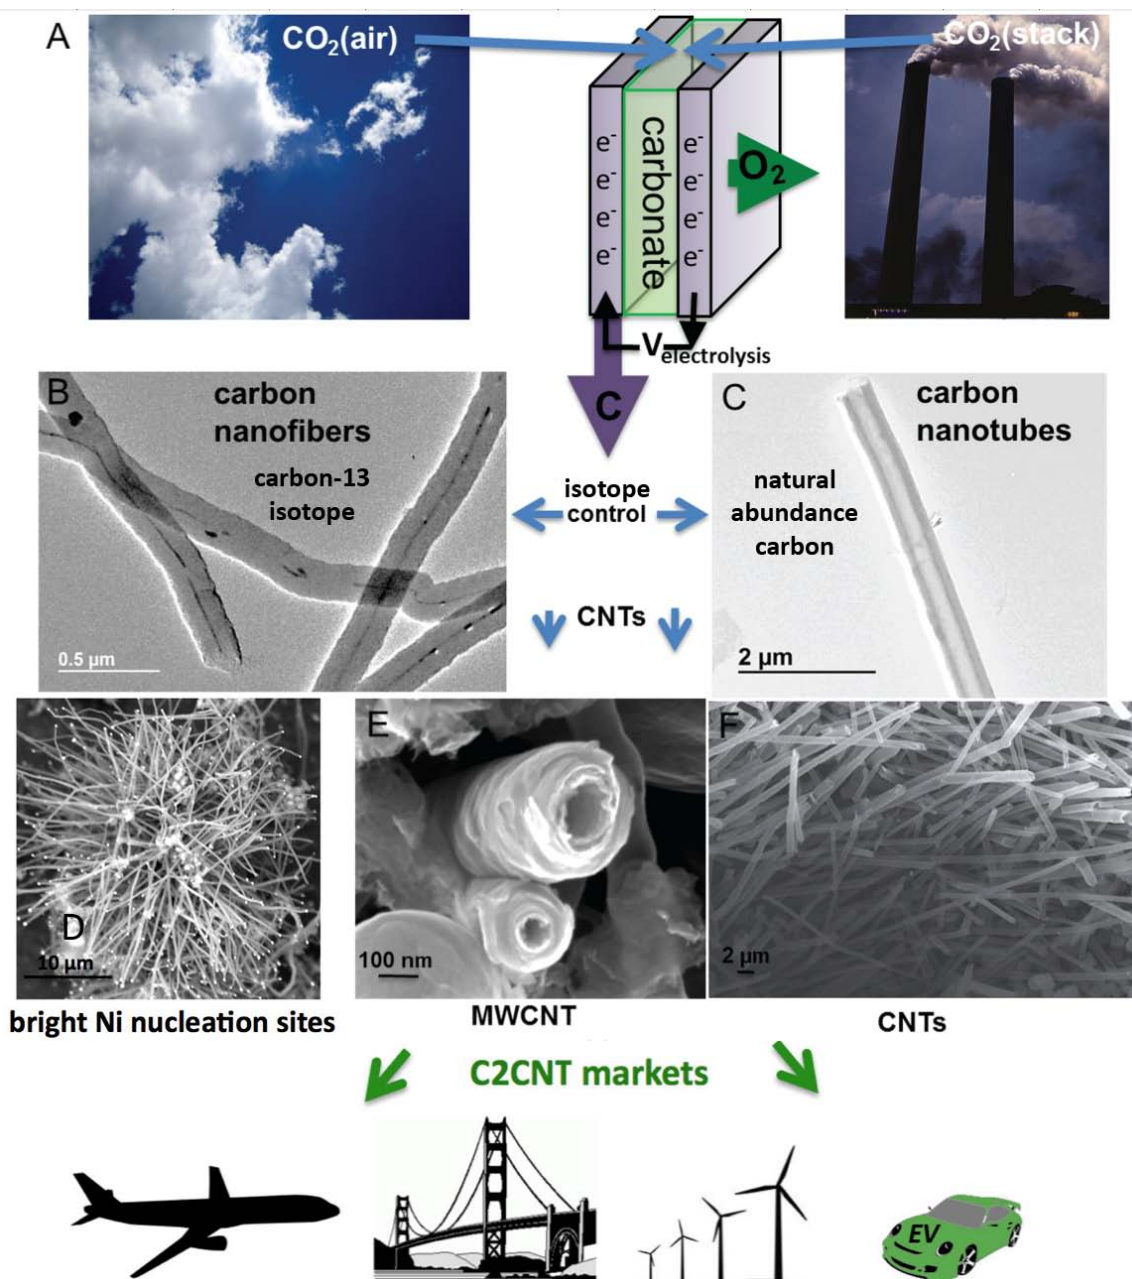 A
CO₂(air)
CO₂(stack)
e⁻ e⁻
e⁻ e⁻
e⁻ e⁻
e⁻ e⁻
carbonate
O₂
Velectrolysis
C
B
carbon
nanofibers
carbon-13
isotope
0.5 μm
isotope
control
CNTs
C
carbon
nanotubes
natural
abundance
carbon
2 μm
D
10 μm
bright Ni nucleation sites
E
100 nm
MWCNT
F
2 μm
CNTs
C2CNT markets
EV